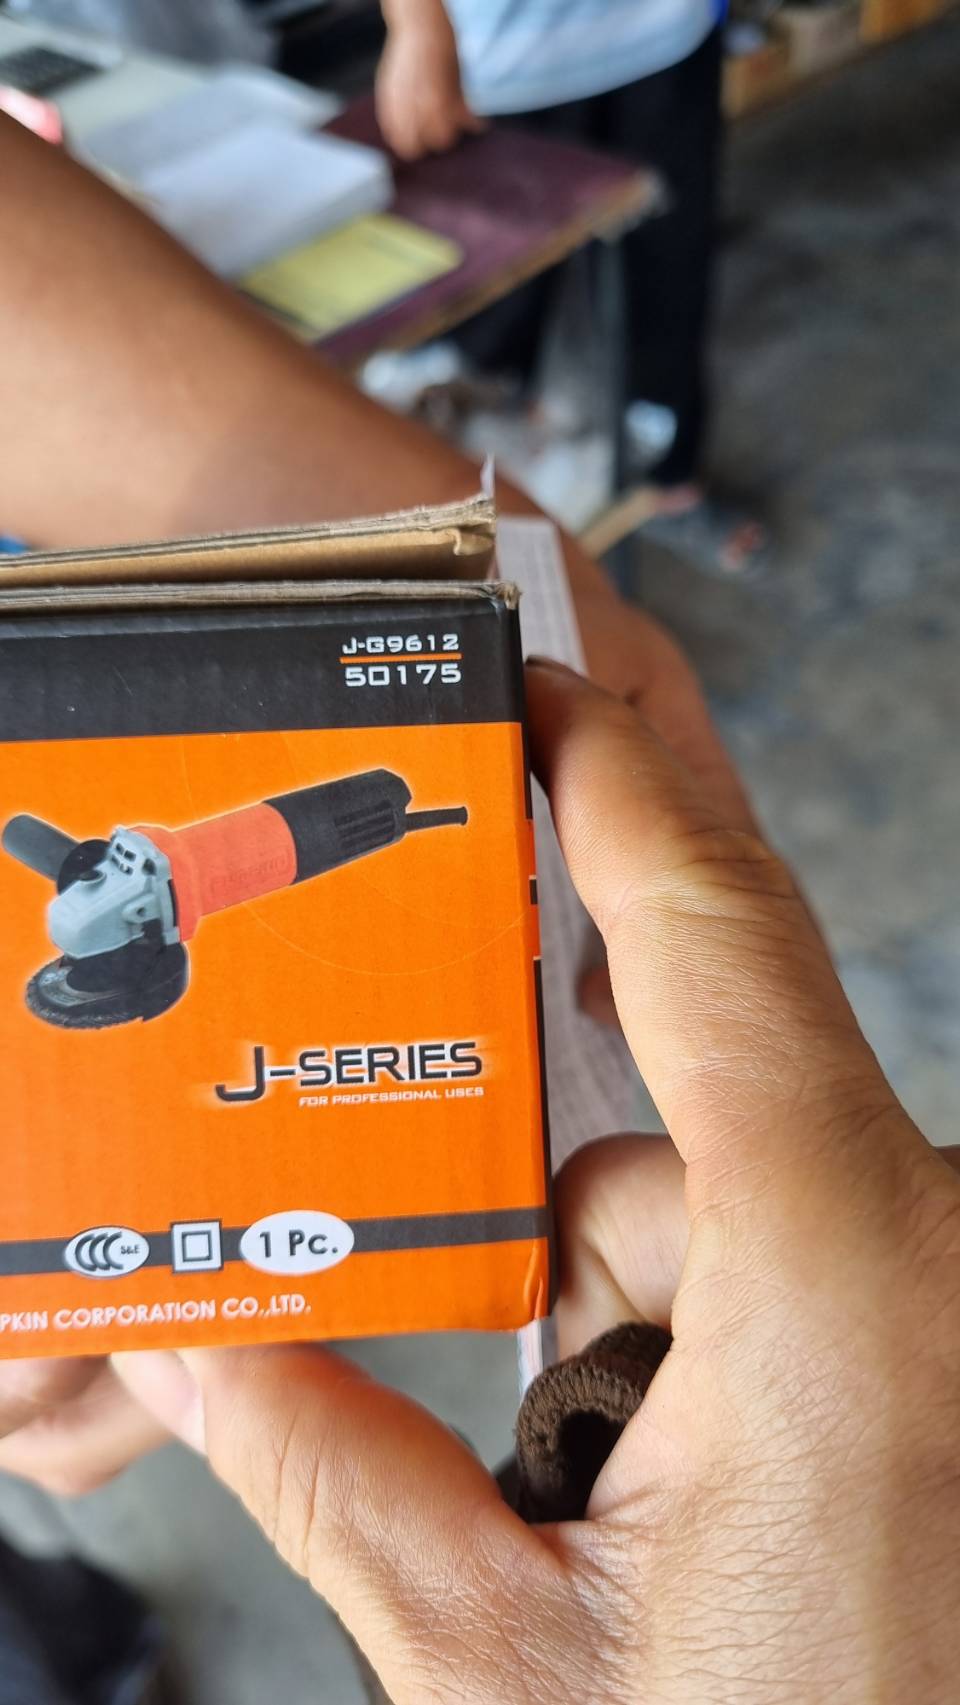 J-G9612
50175
J-SERIES
FOR PROFESSIONAL USES
S&E
1 Pc.
PKIN CORPORATION CO.,LTD.